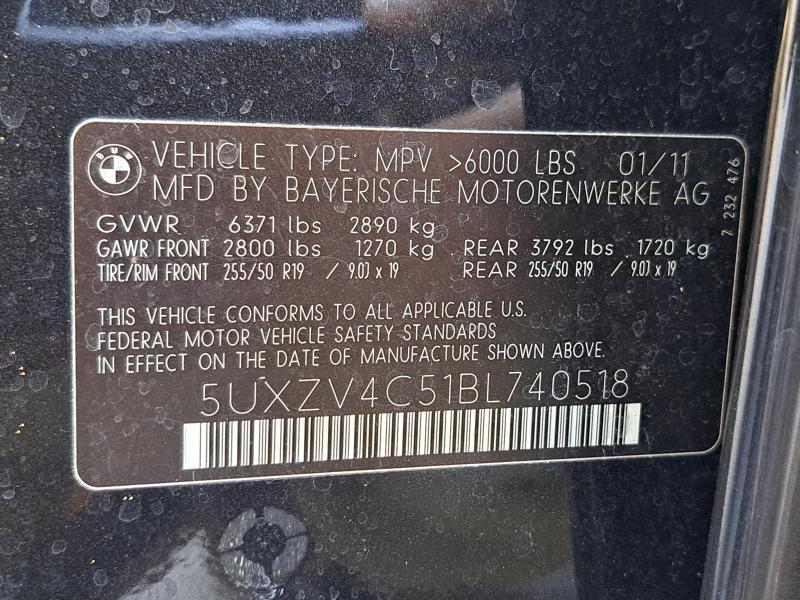 BMW
VEHICLE TYPE: MPV >6000 LBS 01/11
MFD BY BAYERISCHE MOTORENWERKE AG
GVWR 6371 lbs 2890 kg
GAWR FRONT 2800 lbs 1270 kg REAR 3792 lbs 1720 kg
TIRE/RIM FRONT 255/50 R19 / 9.0J x 19 REAR 255/50 R19 / 9.0J x 19
THIS VEHICLE CONFORMS TO ALL APPLICABLE U.S.
FEDERAL MOTOR VEHICLE SAFETY STANDARDS
IN EFFECT ON THE DATE OF MANUFACTURE SHOWN ABOVE.
5UXZV4C51BL740518
7 232 476